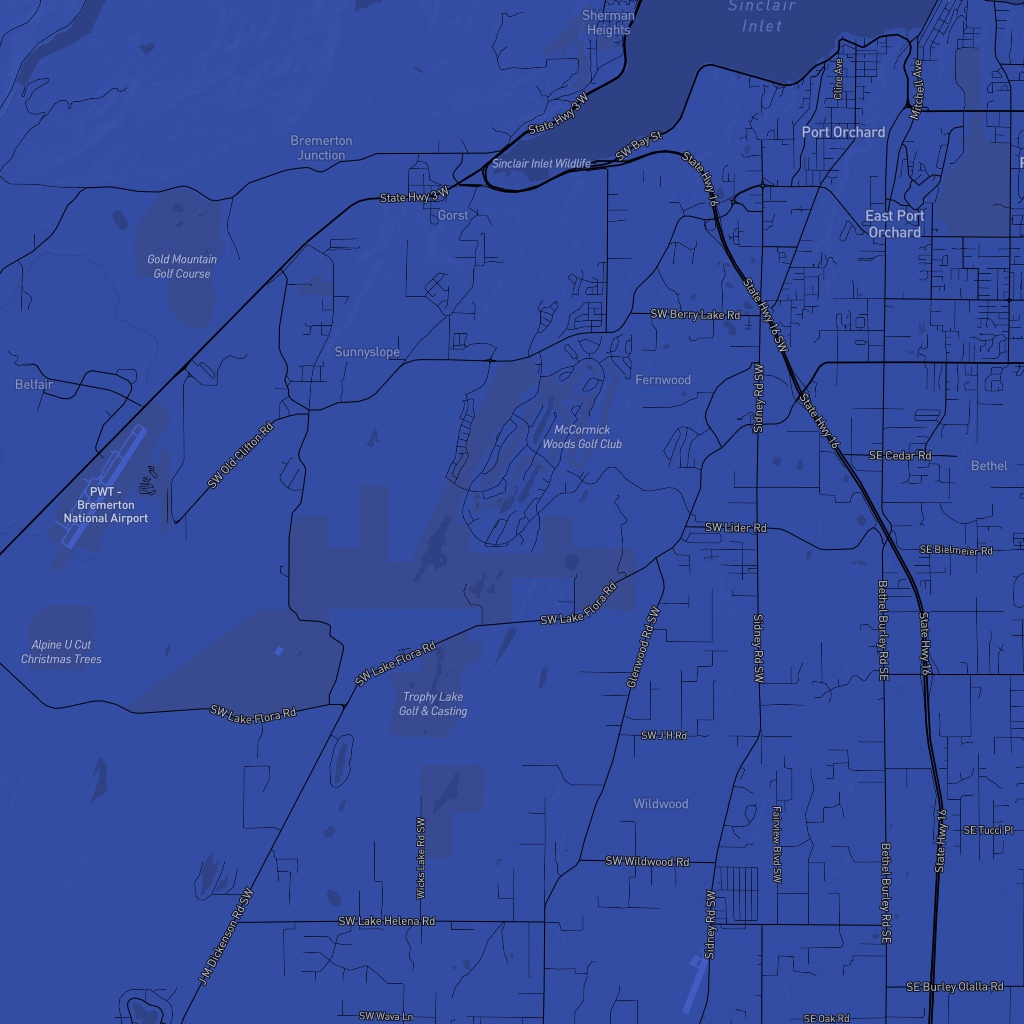 Sinclair
Inlet
Sherman
Heights
Cline Ave
Mitchell Ave
State Hwy 3 W
Port Orchard
Bremerton
Junction
SW Bay St
Sinclair Inlet Wildlife
State Hwy 16
State Hwy 3 W
Gorst
East Port
Orchard
Gold Mountain
Golf Course
State Hwy 16 SW
SW Berry Lake Rd
Sunnyslope
Fernwood
Belfair
Sidney Rd SW
State Hwy 16
McCormick
Woods Golf Club
SW Old Clifton Rd
SE Cedar Rd
Bethel
PWT -
Bremerton
National Airport
SW Lider Rd
SE Bielmeier Rd
SW Lake Flora Rd
Bethel Burley Rd SE
State Hwy 16
Sidney Rd SW
Glenwood Rd SW
Alpine U Cut
Christmas Trees
SW Lake Flora Rd
Trophy Lake
Golf & Casting
SW Lake Flora Rd
SW J H Rd
Wildwood
Fairview Blvd SW
State Hwy 16
SE Tucci Pl
Wicks Lake Rd SW
SW Wildwood Rd
Bethel Burley Rd SE
Sidney Rd SW
SW Lake Helena Rd
J M Dickenson Rd SW
SE Burley Olalla Rd
SW Wava Ln
SE Oak Rd